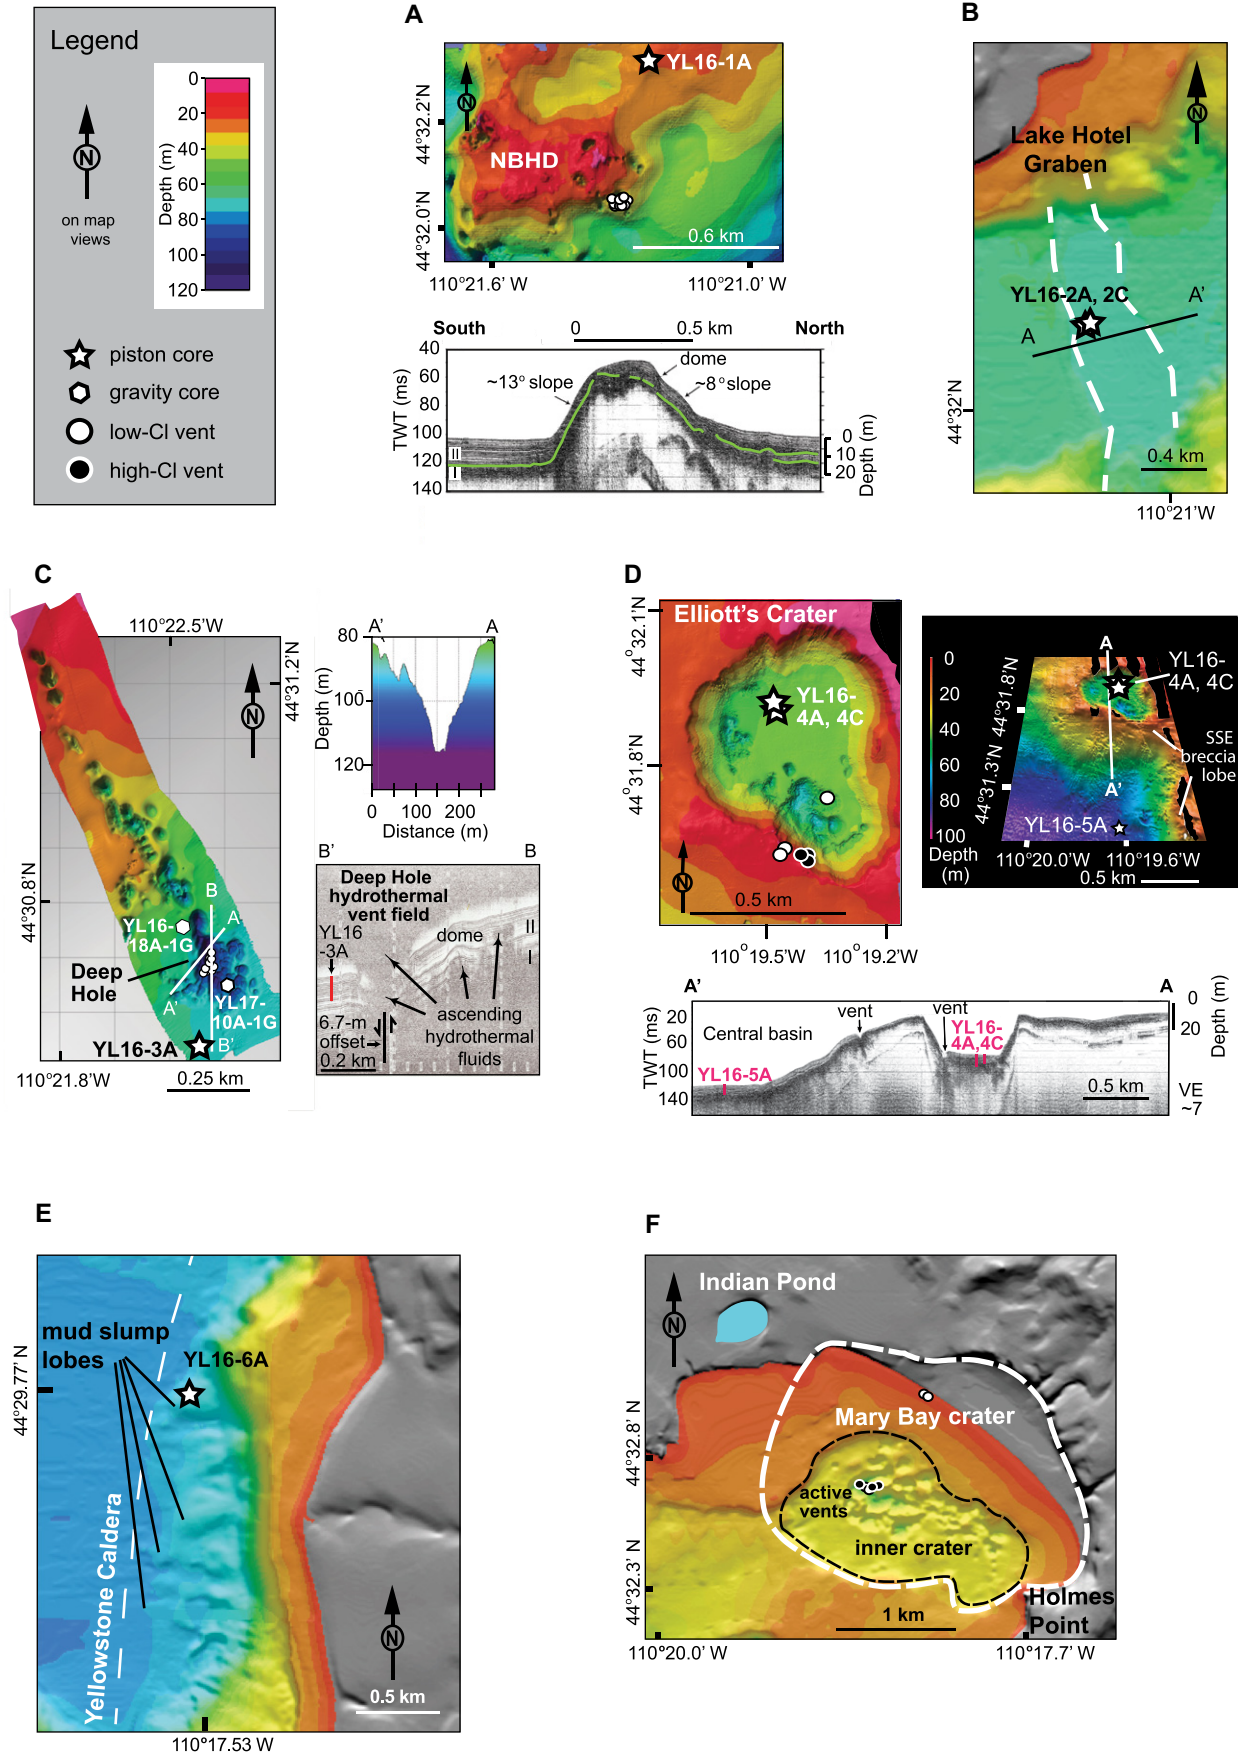 Legend
0
20
40
60
80
100
120
Depth (m)
N
on map
views
piston core
gravity core
low-Cl vent
high-Cl vent
A
YL16-1A
N
NBHD
0.6 km
44°32.2'N
44°32.0'N
110°21.6' W
110°21.0' W
South
0
0.5 km
North
40
60
80
100
120
140
TWT (ms)
~13° slope
dome
~8° slope
II
I
0
10
20
Depth (m)
B
N
Lake Hotel
Graben
YL16-2A, 2C
A
A'
44°32'N
0.4 km
110°21'W
C
110°22.5'W
44°31.2'N
N
44°30.8'N
B
A
YL16-
18A-1G
Deep
Hole
A'
YL17-
10A-1G
YL16-3A
B'
110°21.8'W
0.25 km
A'
A
80
100
120
Depth (m)
0
100
200
Distance (m)
B'
B
Deep Hole
hydrothermal
vent field
YL16
-3A
dome
II
I
6.7-m
offset
0.2 km
ascending
hydrothermal
fluids
D
Elliott's Crater
44°32.1'N
44°31.8'N
YL16-
4A, 4C
N
0.5 km
110°19.5'W
110°19.2'W
0
20
40
60
80
100
Depth
(m)
44°31.8'N
44°31.3'N
A
YL16-
4A, 4C
SSE
breccia
lobe
A'
YL16-5A
110°20.0'W
110°19.6'W
0.5 km
A'
A
20
60
100
140
TWT (ms)
Central basin
vent
vent
YL16-
4A,4C
YL16-5A
0.5 km
0
20
Depth (m)
VE
~7
E
mud slump
lobes
YL16-6A
44°29.77' N
Yellowstone Caldera
N
0.5 km
110°17.53 W
F
Indian Pond
N
Mary Bay crater
active
vents
inner crater
44°32.8' N
44°32.3' N
1 km
Holmes
Point
110°20.0' W
110°17.7' W